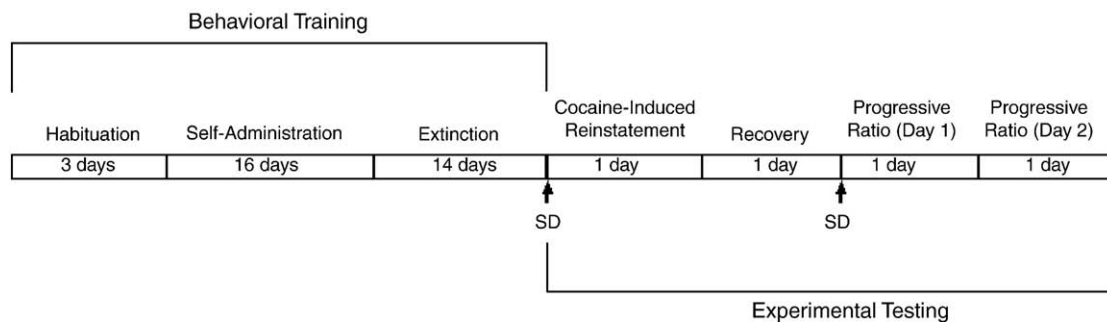 Behavioral Training
Habituation
Self-Administration
Extinction
Cocaine-Induced
Reinstatement
Recovery
Progressive
Ratio (Day 1)
Progressive
Ratio (Day 2)
3 days
16 days
14 days
1 day
1 day
1 day
1 day
SD
SD
Experimental Testing